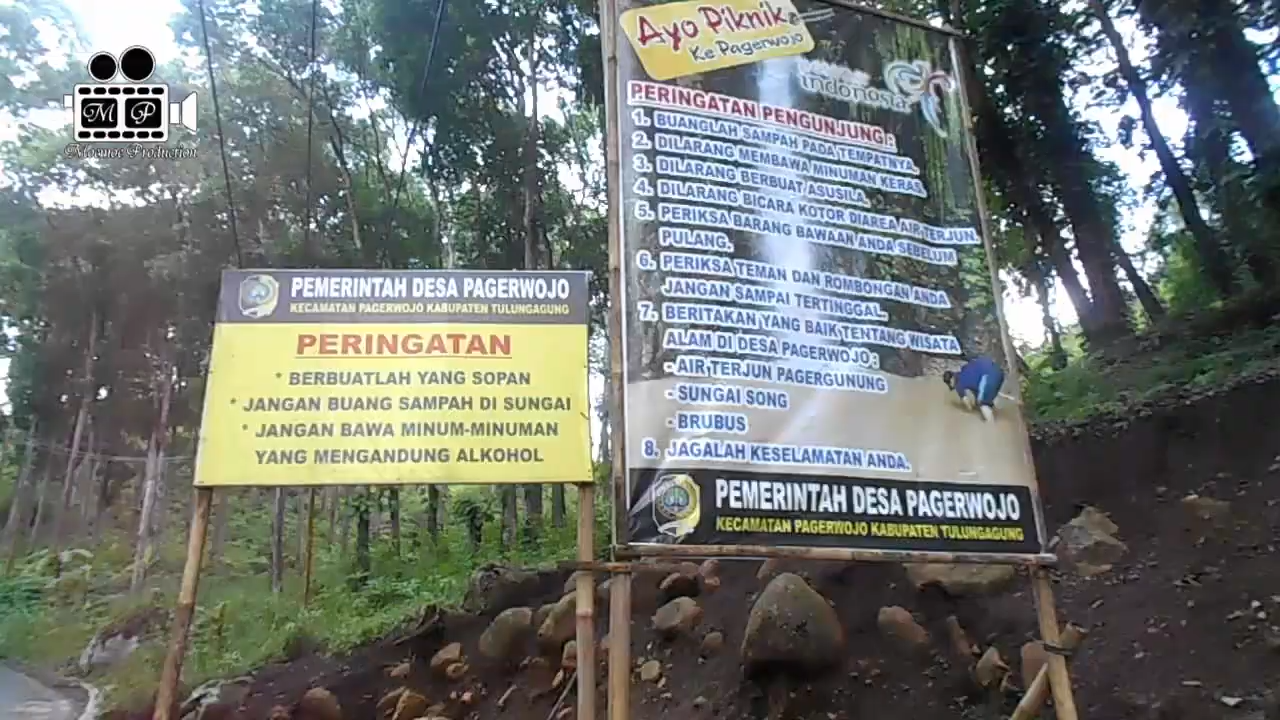 M P
Moemoe Production
PEMERINTAH DESA PAGERWOJO
KECAMATAN PAGERWOJO KABUPATEN TULUNGAGUNG
PERINGATAN
* BERBUATLAH YANG SOPAN
* JANGAN BUANG SAMPAH DI SUNGAI
* JANGAN BAWA MINUM-MINUMAN
YANG MENGANDUNG ALKOHOL
Ayo Piknik
Ke Pagerwojo
indonesia
PERINGATAN PENGUNJUNG :
1. BUANGLAH SAMPAH PADA TEMPATNYA.
2. DILARANG MEMBAWA MINUMAN KERAS
3. DILARANG BERBUAT ASUSILA.
4. DILARANG BICARA KOTOR DIAREA AIR TERJUN.
5. PERIKSA BARANG BAWAAN ANDA SEBELUM
PULANG.
6. PERIKSA TEMAN DAN ROMBONGAN ANDA
JANGAN SAMPAI TERTINGGAL.
7. BERITAKAN YANG BAIK TENTANG WISATA
ALAM DI DESA PAGERWOJO :
- AIR TERJUN PAGERGUNUNG
- SUNGAI SONG
- BRUBUS
8. JAGALAH KESELAMATAN ANDA.
PEMERINTAH DESA PAGERWOJO
KECAMATAN PAGERWOJO KABUPATEN TULUNGAGUNG